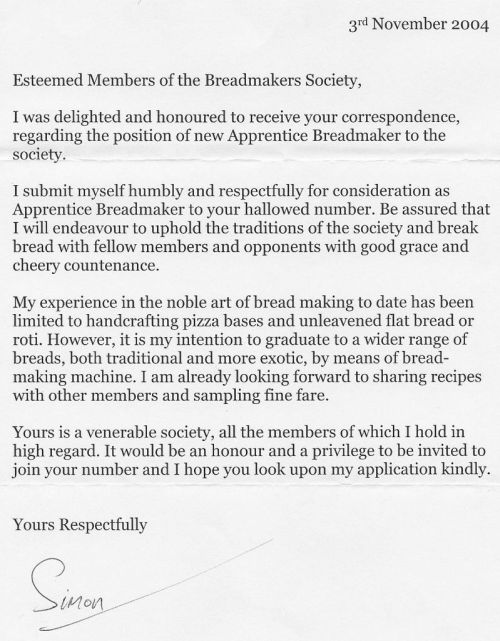 3rd November 2004
Esteemed Members of the Breadmakers Society,
I was delighted and honoured to receive your correspondence,
regarding the position of new Apprentice Breadmaker to the
society.
I submit myself humbly and respectfully for consideration as
Apprentice Breadmaker to your hallowed number. Be assured that
I will endeavour to uphold the traditions of the society and break
bread with fellow members and opponents with good grace and
cheery countenance.
My experience in the noble art of bread making to date has been
limited to handcrafting pizza bases and unleavened flat bread or
roti. However, it is my intention to graduate to a wider range of
breads, both traditional and more exotic, by means of bread-
making machine. I am already looking forward to sharing recipes
with other members and sampling fine fare.
Yours is a venerable society, all the members of which I hold in
high regard. It would be an honour and a privilege to be invited to
join your number and I hope you look upon my application kindly.
Yours Respectfully
Simon